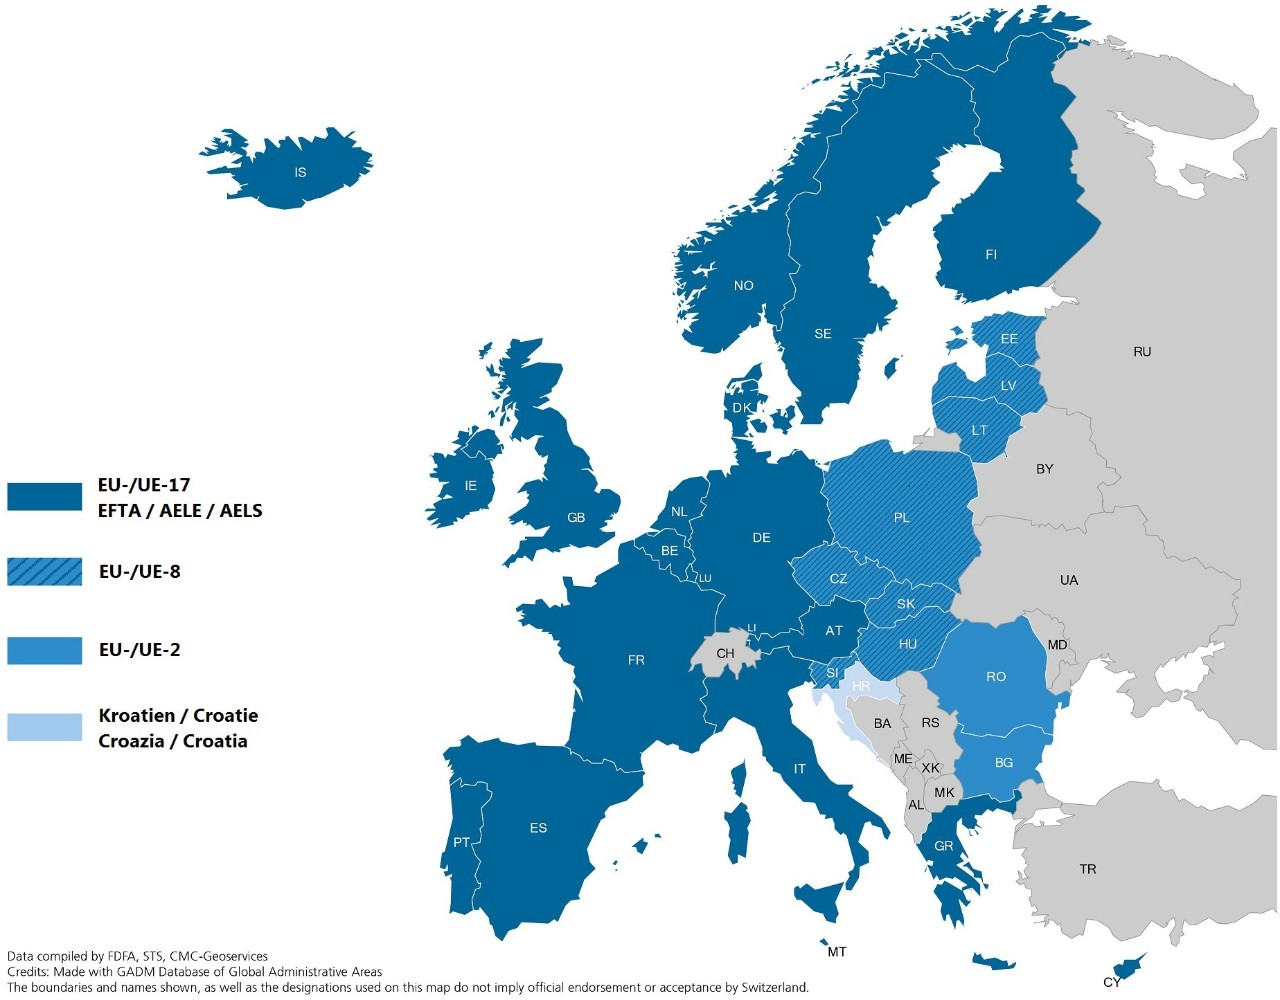 IS
FI
NO
SE
EE
RU
LV
DK
LT
BY
IE
NL
GB
PL
DE
BE
UA
CZ
LU
SK
LI
AT
HU
MD
CH
FR
SI
RO
HR
BA
RS
ME
XK
BG
IT
MK
AL
ES
PT
GR
TR
MT
CY
EU-/UE-17
EFTA / AELE / AELS
EU-/UE-8
EU-/UE-2
Kroatien / Croatie
Croazia / Croatia
Data compiled by FDFA, STS, CMC-Geoservices
Credits: Made with GADM Database of Global Administrative Areas
The boundaries and names shown, as well as the designations used on this map do not imply official endorsement or acceptance by Switzerland.